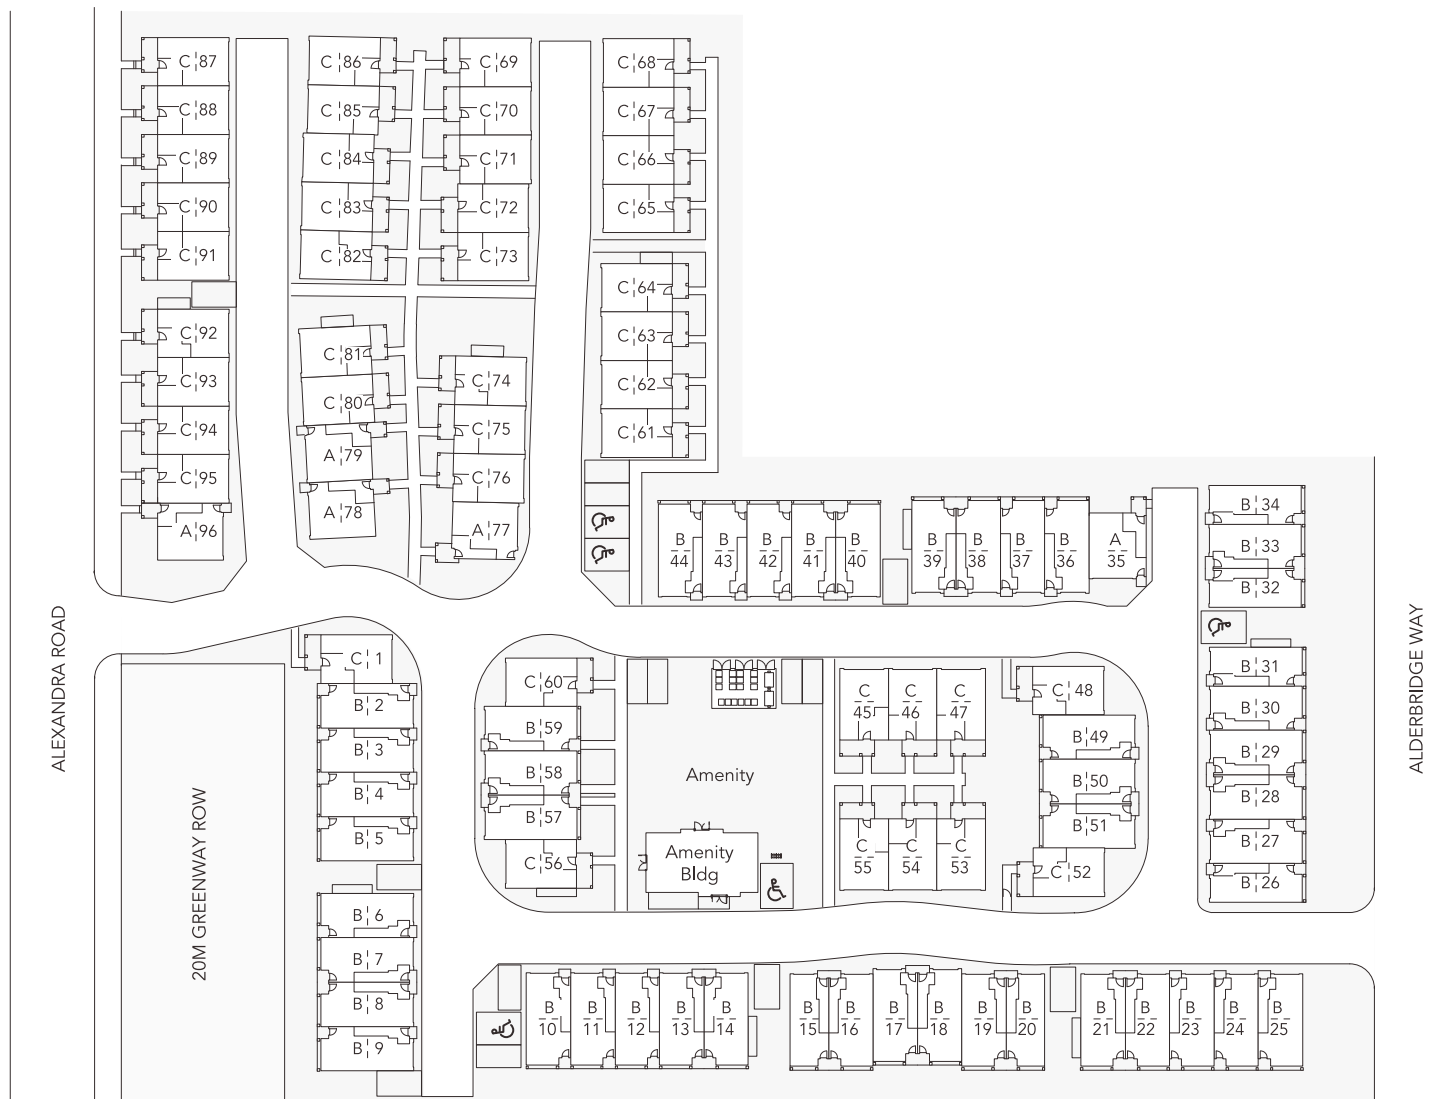 C 87
C 88
C 89
C 90
C 91
C 92
C 93
C 94
C 95
A 96
C 86
C 85
C 84
C 83
C 82
C 81
C 80
A 79
A 78
C 69
C 70
C 71
C 72
C 73
C 74
C 75
C 76
A 77
C 68
C 67
C 66
C 65
C 64
C 63
C 62
C 61
B 44
B 43
B 42
B 41
B 40
B 39
B 38
B 37
B 36
A 35
B 34
B 33
B 32
B 31
B 30
B 29
B 28
B 27
B 26
ALEXANDRA ROAD
ALDERBRIDGE WAY
20M GREENWAY ROW
C 1
B 2
B 3
B 4
B 5
B 6
B 7
B 8
B 9
C 60
B 59
B 58
B 57
C 56
Amenity
Amenity
Bldg
C 45
C 46
C 47
C 55
C 54
C 53
C 48
B 49
B 50
B 51
C 52
B 10
B 11
B 12
B 13
B 14
B 15
B 16
B 17
B 18
B 19
B 20
B 21
B 22
B 23
B 24
B 25